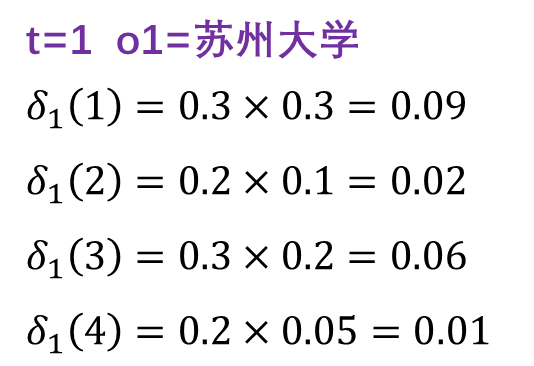 t=1 o1=苏州大学
δ₁(1) = 0.3 × 0.3 = 0.09
δ₁(2) = 0.2 × 0.1 = 0.02
δ₁(3) = 0.3 × 0.2 = 0.06
δ₁(4) = 0.2 × 0.05 = 0.01